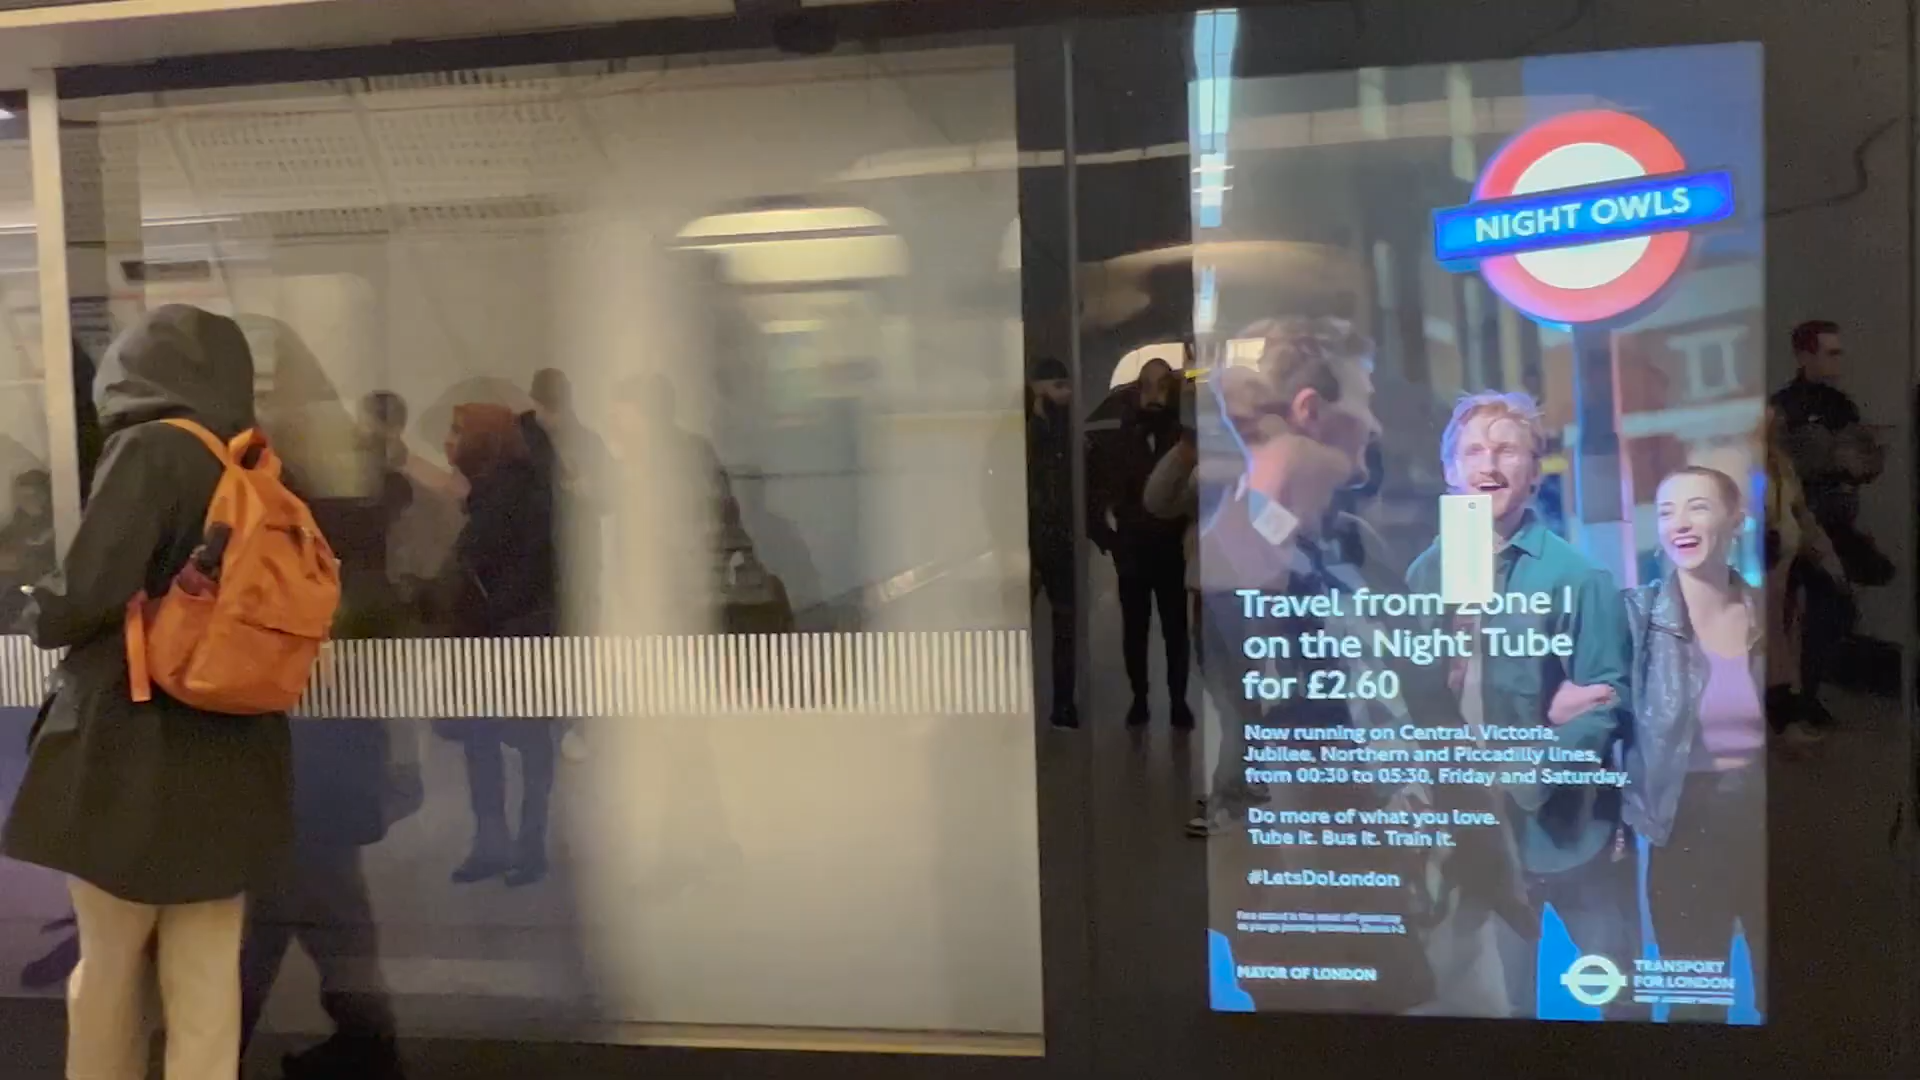 NIGHT OWLS
Travel from Zone 1
on the Night Tube
for £2.60
Now running on Central, Victoria,
Jubilee, Northern and Piccadilly lines,
from 00:30 to 05:30, Friday and Saturday.
Do more of what you love.
Tube it. Bus it. Train it.
#LetsDoLondon
MAYOR OF LONDON
TRANSPORT
FOR LONDON